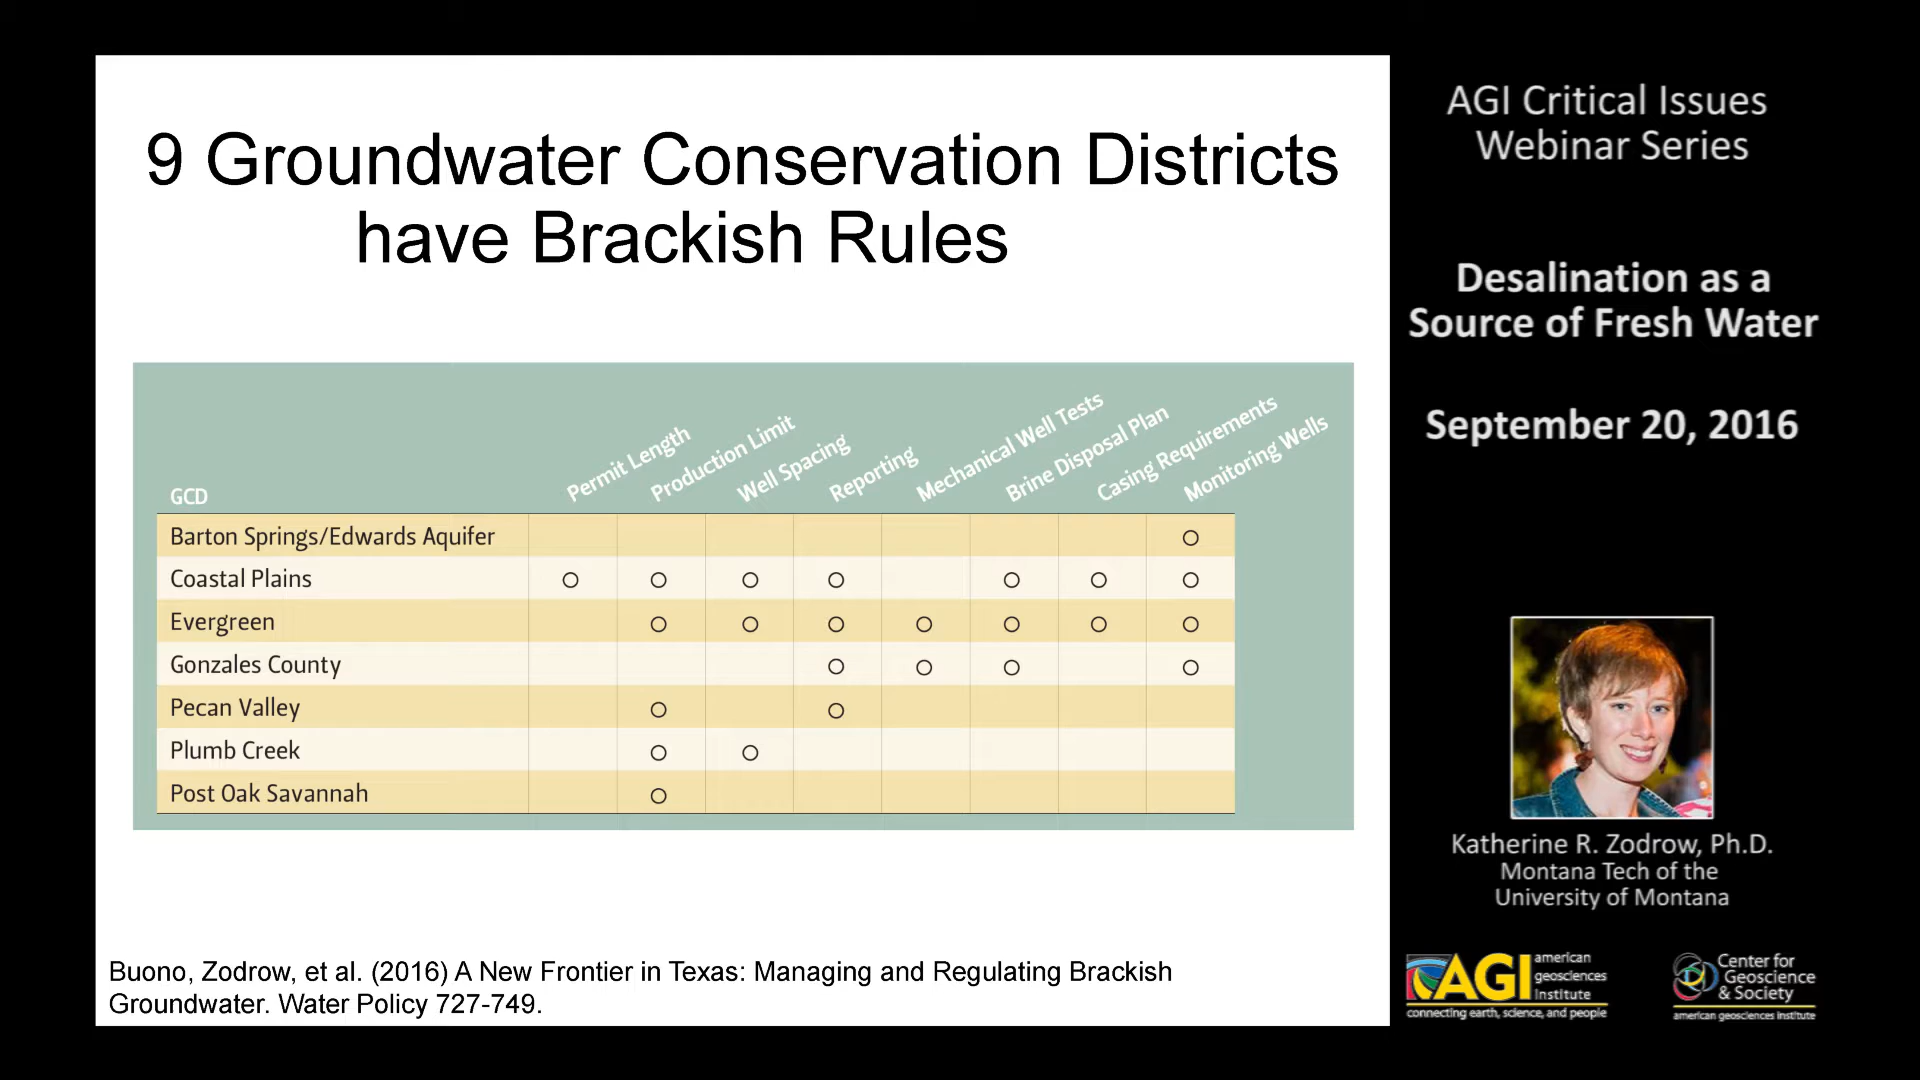 9 Groundwater Conservation Districts
have Brackish Rules
GCD
Permit Length
Production Limit
Well Spacing
Reporting
Mechanical Well Tests
Brine Disposal Plan
Casing Requirements
Monitoring Wells
Barton Springs/Edwards Aquifer
Coastal Plains
Evergreen
Gonzales County
Pecan Valley
Plumb Creek
Post Oak Savannah
Buono, Zodrow, et al. (2016) A New Frontier in Texas: Managing and Regulating Brackish
Groundwater. Water Policy 727-749.
AGI Critical Issues
Webinar Series
Desalination as a
Source of Fresh Water
September 20, 2016
Katherine R. Zodrow, Ph.D.
Montana Tech of the
University of Montana
AGI
american
geosciences
institute
connecting earth, science, and people
Center for
Geoscience
& Society
american geosciences institute